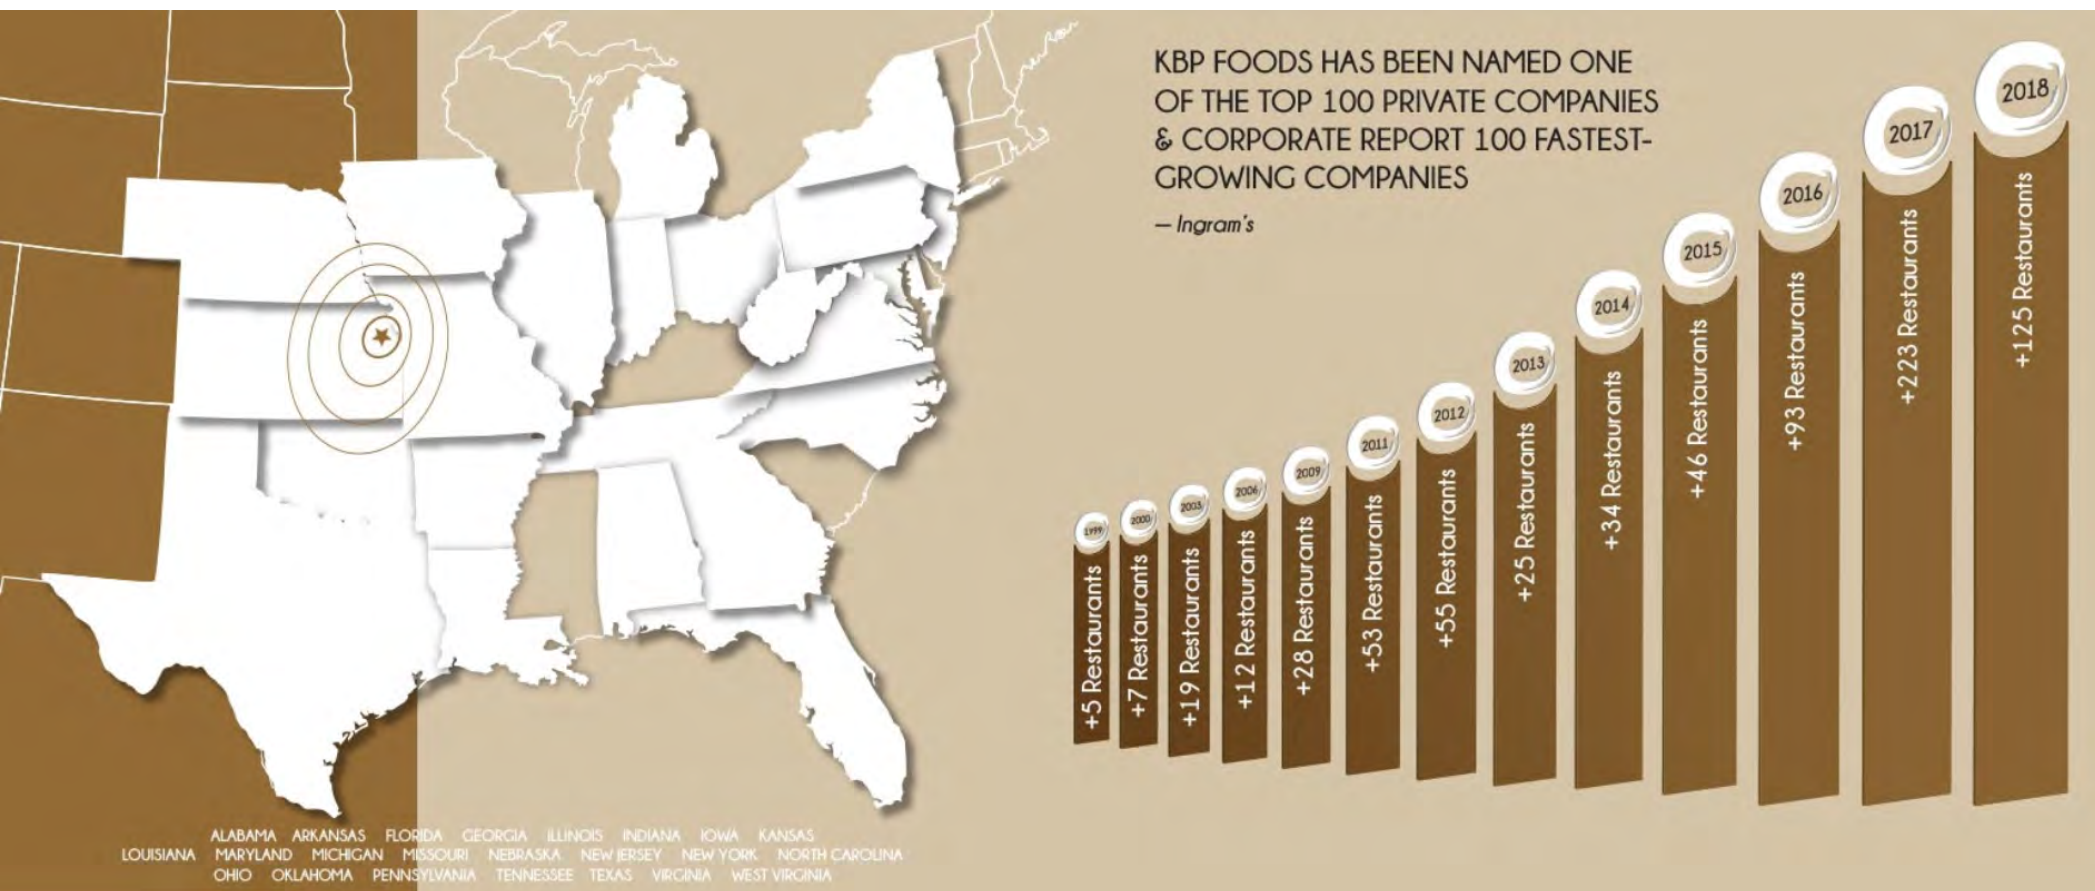 KBP FOODS HAS BEEN NAMED ONE
OF THE TOP 100 PRIVATE COMPANIES
& CORPORATE REPORT 100 FASTEST-
GROWING COMPANIES
— Ingram's
1999
+5 Restaurants
2000
+7 Restaurants
2003
+19 Restaurants
2006
+12 Restaurants
2009
+28 Restaurants
2011
+53 Restaurants
2012
+55 Restaurants
2013
+25 Restaurants
2014
+34 Restaurants
2015
+46 Restaurants
2016
+93 Restaurants
2017
+223 Restaurants
2018
+125 Restaurants
ALABAMA ARKANSAS FLORIDA GEORGIA ILLINOIS INDIANA IOWA KANSAS
LOUISIANA MARYLAND MICHIGAN MISSOURI NEBRASKA NEW JERSEY NEW YORK NORTH CAROLINA
OHIO OKLAHOMA PENNSYLVANIA TENNESSEE TEXAS VIRGINIA WEST VIRGINIA